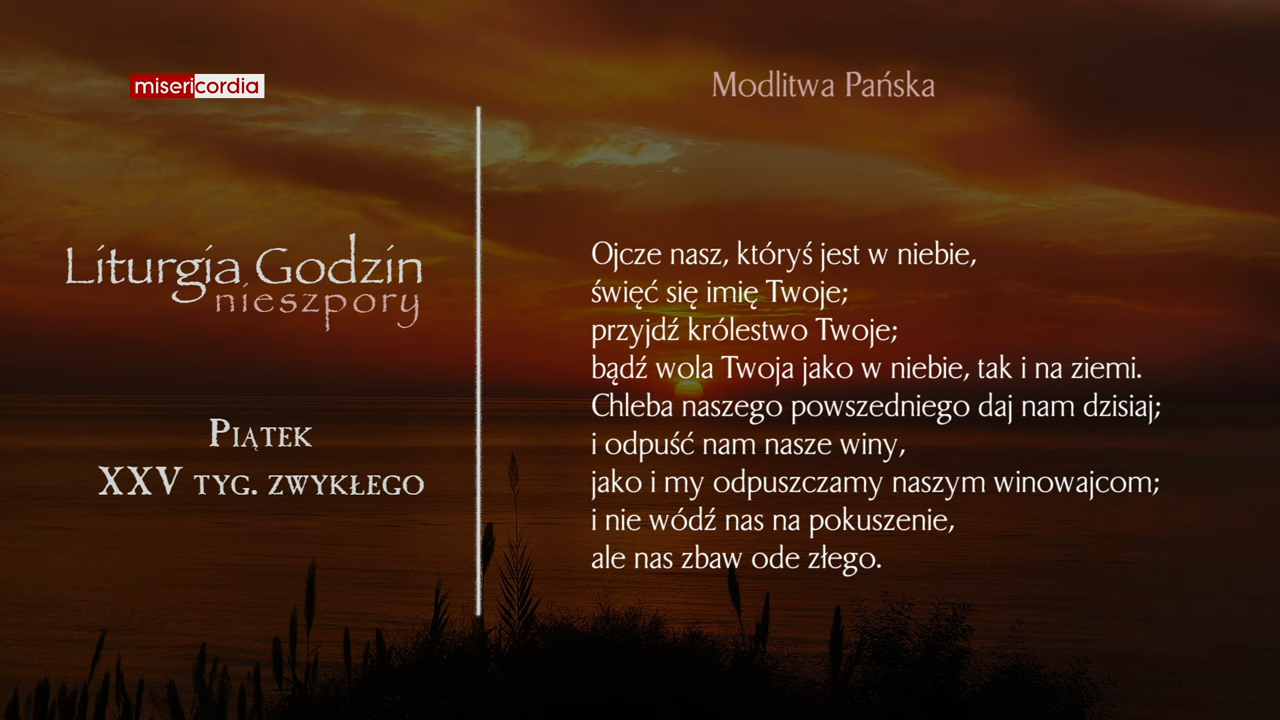 misericordia
Liturgia Godzin
nieszpory
Piątek
XXV tyg. zwykłego
Modlitwa Pańska
Ojcze nasz, któryś jest w niebie,
święć się imię Twoje;
przyjdź królestwo Twoje;
bądź wola Twoja jako w niebie, tak i na ziemi.
Chleba naszego powszedniego daj nam dzisiaj;
i odpuść nam nasze winy,
jako i my odpuszczamy naszym winowajcom;
i nie wódź nas na pokuszenie,
ale nas zbaw ode złego.